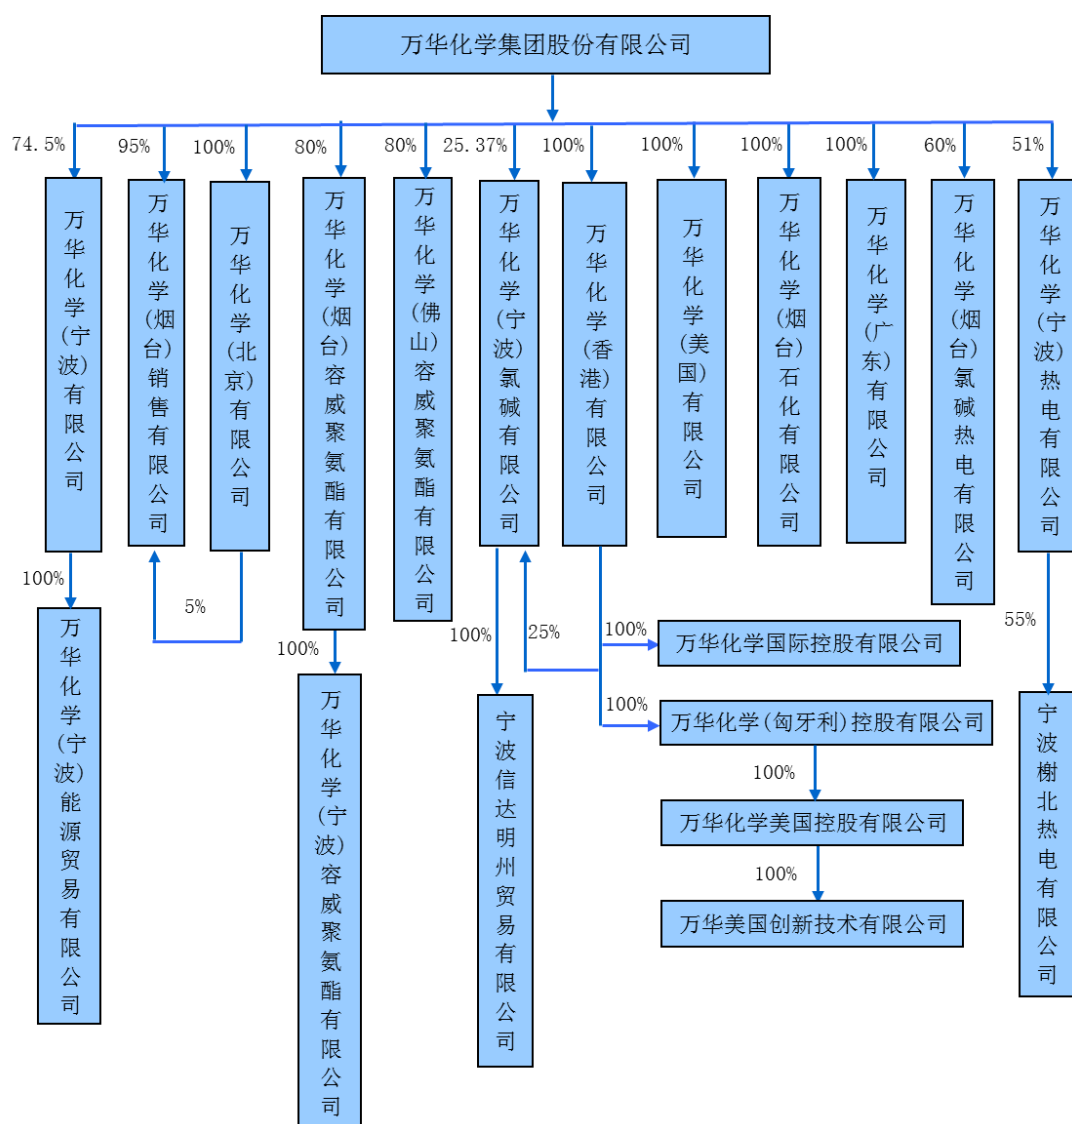 万华化学集团股份有限公司
74.5%
95%
100%
80%
80%
25.37%
100%
100%
100%
100%
60%
51%
万华化学(宁波)有限公司
万华化学(烟台)销售有限公司
万华化学(北京)有限公司
万华化学(烟台)容威聚氨酯有限公司
万华化学(佛山)容威聚氨酯有限公司
万华化学(宁波)氯碱有限公司
万华化学(香港)有限公司
万华化学(美国)有限公司
万华化学(烟台)石化有限公司
万华化学(广东)有限公司
万华化学(烟台)氯碱热电有限公司
万华化学(宁波)热电有限公司
100%
5%
100%
100%
25%
100%
100%
55%
万华化学(宁波)能源贸易有限公司
万华化学(宁波)容威聚氨酯有限公司
宁波信达明州贸易有限公司
万华化学国际控股有限公司
万华化学(匈牙利)控股有限公司
100%
万华化学美国控股有限公司
100%
万华美国创新技术有限公司
宁波榭北热电有限公司